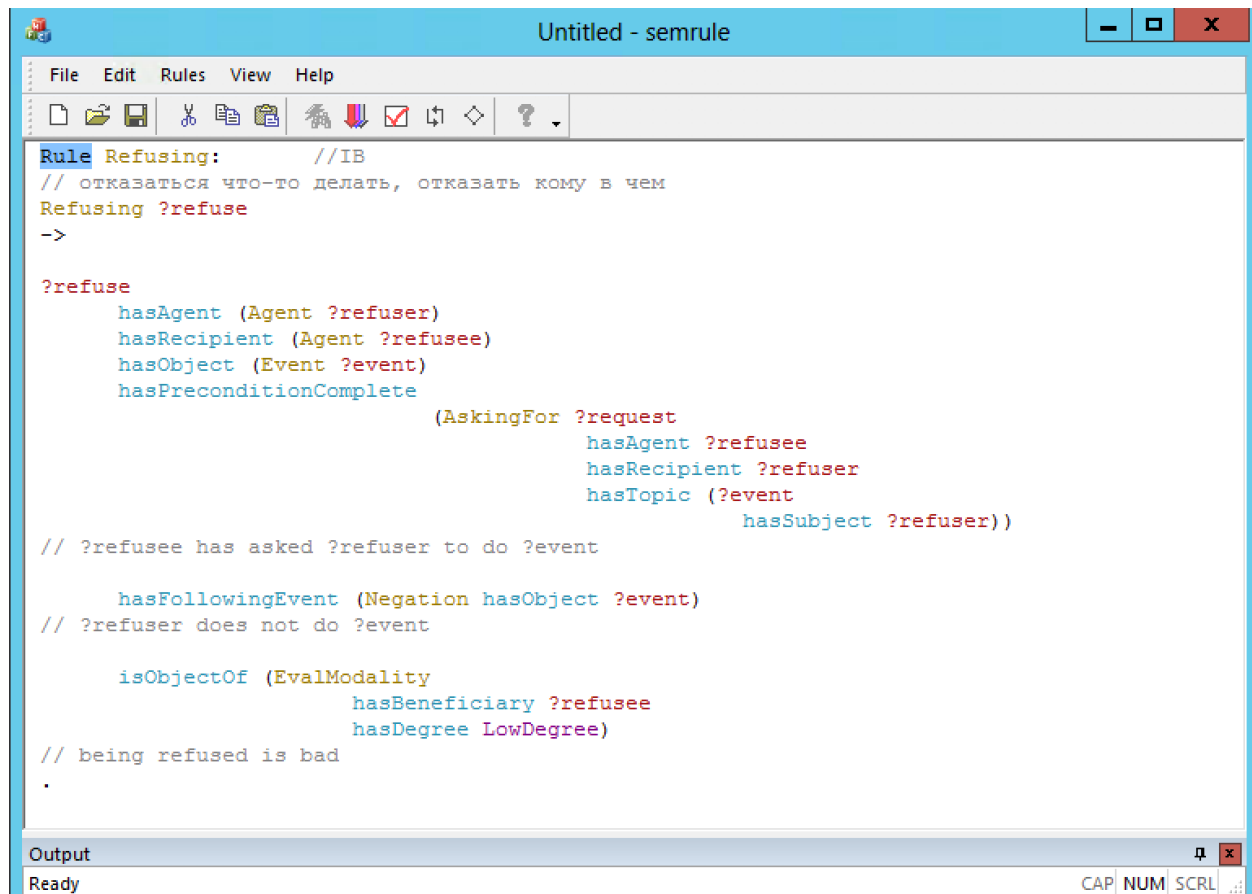 Untitled - semrule
File Edit Rules View Help
Rule Refusing: //IB
// отказаться что-то делать, отказать кому в чем
Refusing ?refuse
->
?refuse
hasAgent (Agent ?refuser)
hasRecipient (Agent ?refusee)
hasObject (Event ?event)
hasPreconditionComplete
(AskingFor ?request
hasAgent ?refusee
hasRecipient ?refuser
hasTopic (?event
hasSubject ?refuser))
// ?refusee has asked ?refuser to do ?event
hasFollowingEvent (Negation hasObject ?event)
// ?refuser does not do ?event
isObjectOf (EvalModality
hasBeneficiary ?refusee
hasDegree LowDegree)
// being refused is bad
.
Output
Ready CAP NUM SCRL